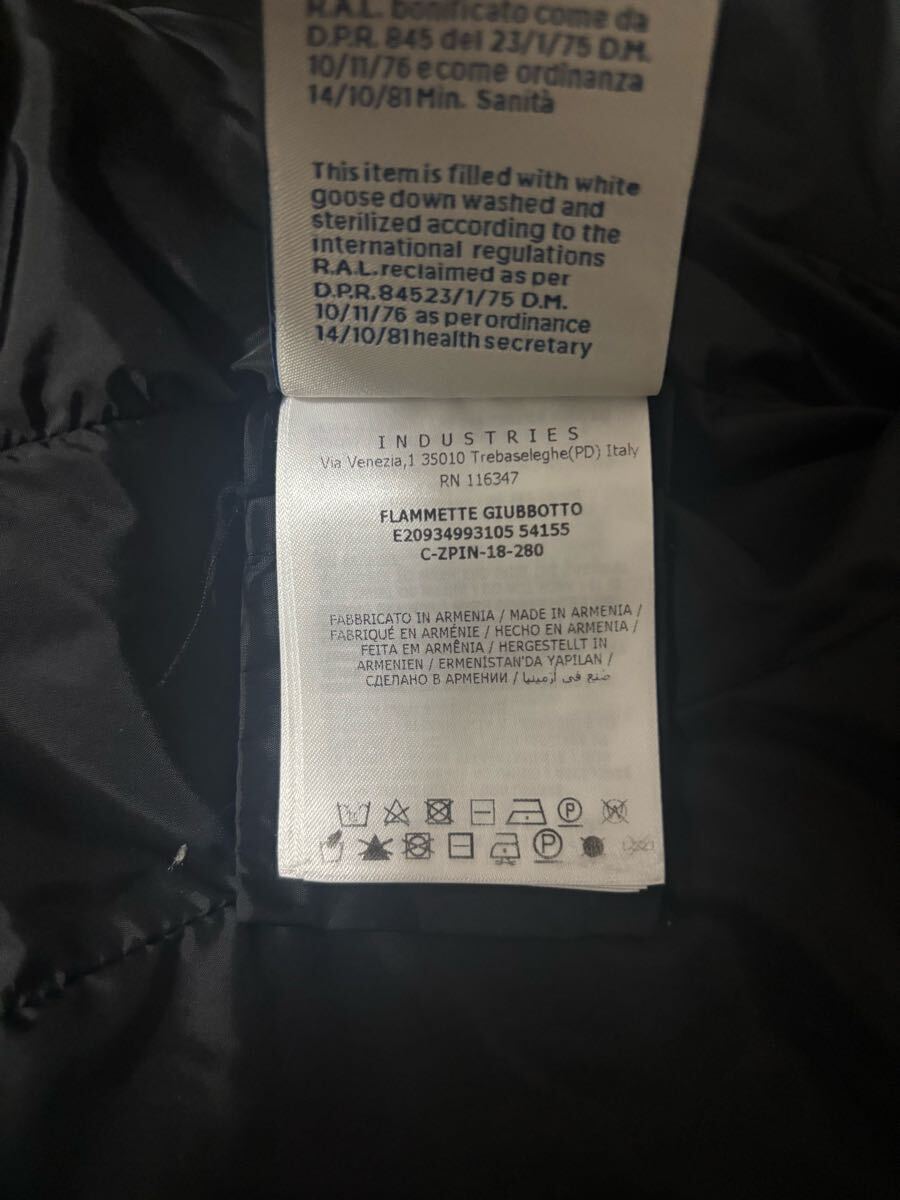 R.A.L. bonificato come da
D.P.R. 845 del 23/1/75 D.M.
10/11/76 e come ordinanza
14/10/81 Min. Sanità
This item is filled with white
goose down washed and
sterilized according to the
international regulations
R.A.L. reclaimed as per
D.P.R. 84523/1/75 D.M.
10/11/76 as per ordinance
14/10/81 health secretary
INDUSTRIES
Via Venezia,1 35010 Trebaseleghe(PD) Italy
RN 116347
FLAMMETTE GIUBBOTTO
E20934993105 54155
C-ZPIN-18-280
FABBRICATO IN ARMENIA / MADE IN ARMENIA /
FABRIQUÉ EN ARMÉNIE / HECHO EN ARMENIA /
FEITA EM ARMÊNIA / HERGESTELLT IN
ARMENIEN / ERMENİSTAN'DA YAPILAN /
СДЕЛАНО В АРМЕНИИ / صنع في أرمينيا
P W
P